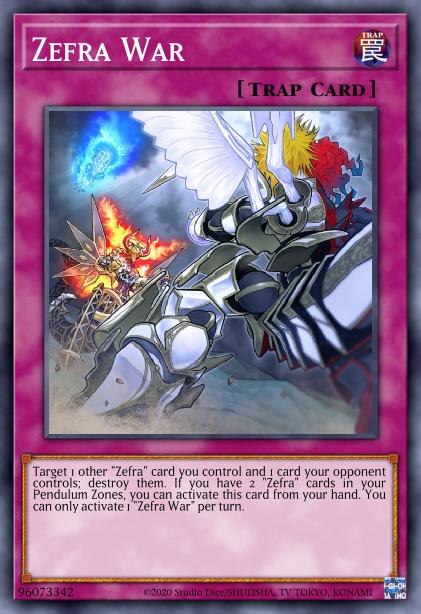 Zefra War
TRAP
罠
[TRAP CARD]
Target 1 other "Zefra" card you control and 1 card your opponent
controls; destroy them. If you have 2 "Zefra" cards in your
Pendulum Zones, you can activate this card from your hand. You
can only activate 1 "Zefra War" per turn.
96073342
©2020 Studio Dice/SHUEISHA, TV TOKYO, KONAMI